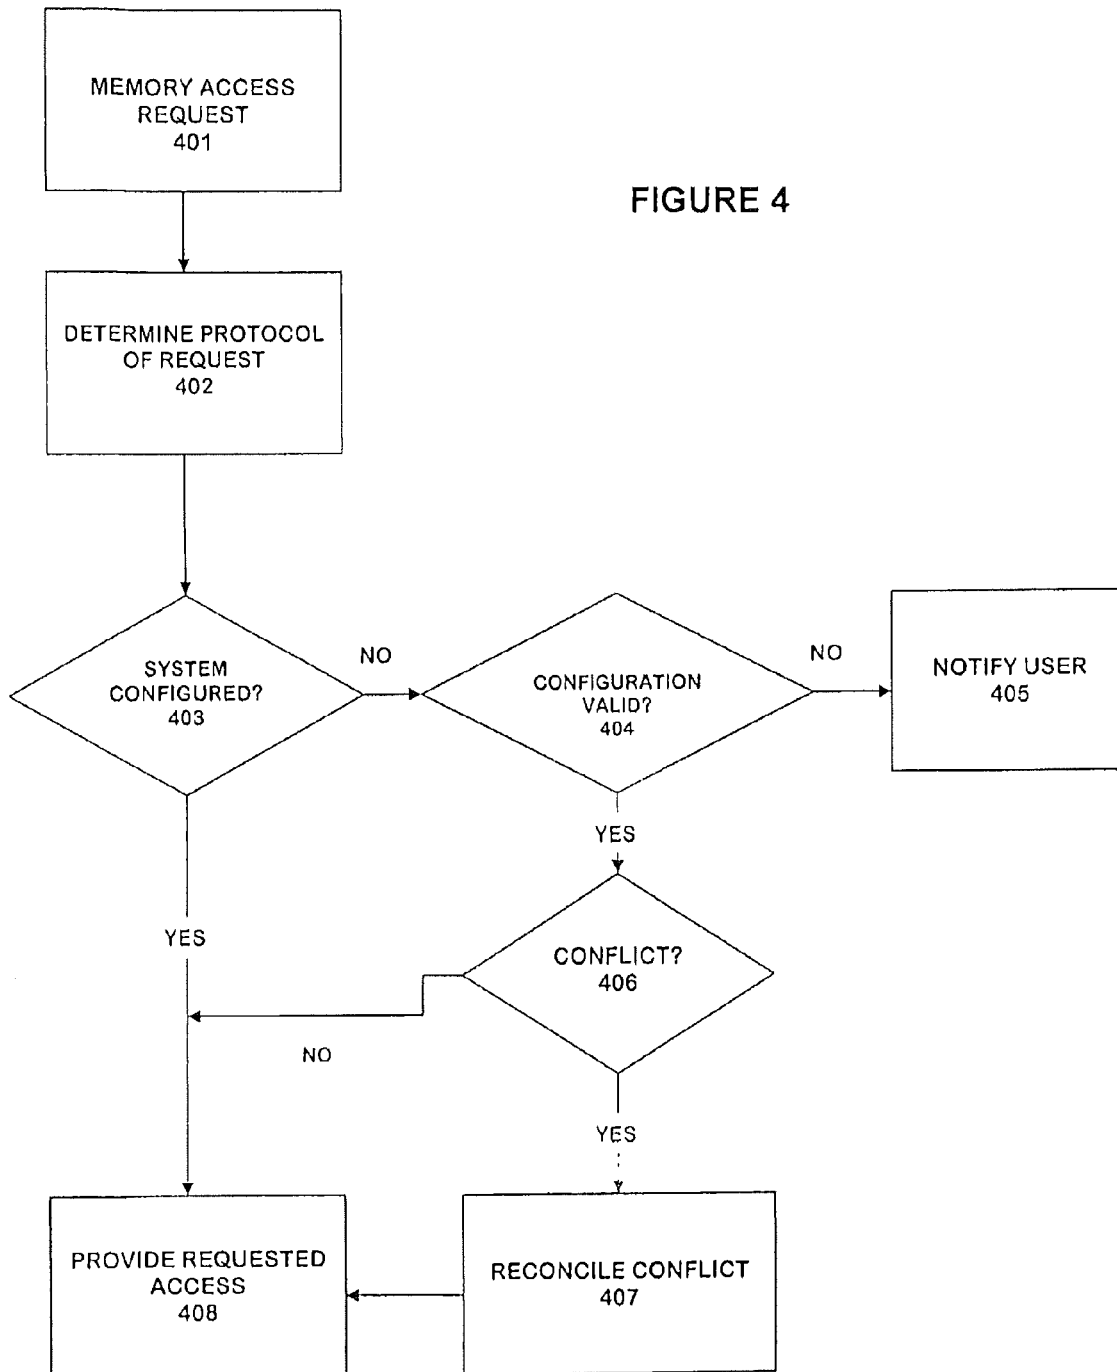 MEMORY ACCESS
REQUEST
401
FIGURE 4
DETERMINE PROTOCOL
OF REQUEST
402
SYSTEM
CONFIGURED?
403
NO
CONFIGURATION
VALID?
404
NO
NOTIFY USER
405
YES
YES
CONFLICT?
406
NO
YES
PROVIDE REQUESTED
ACCESS
408
RECONCILE CONFLICT
407